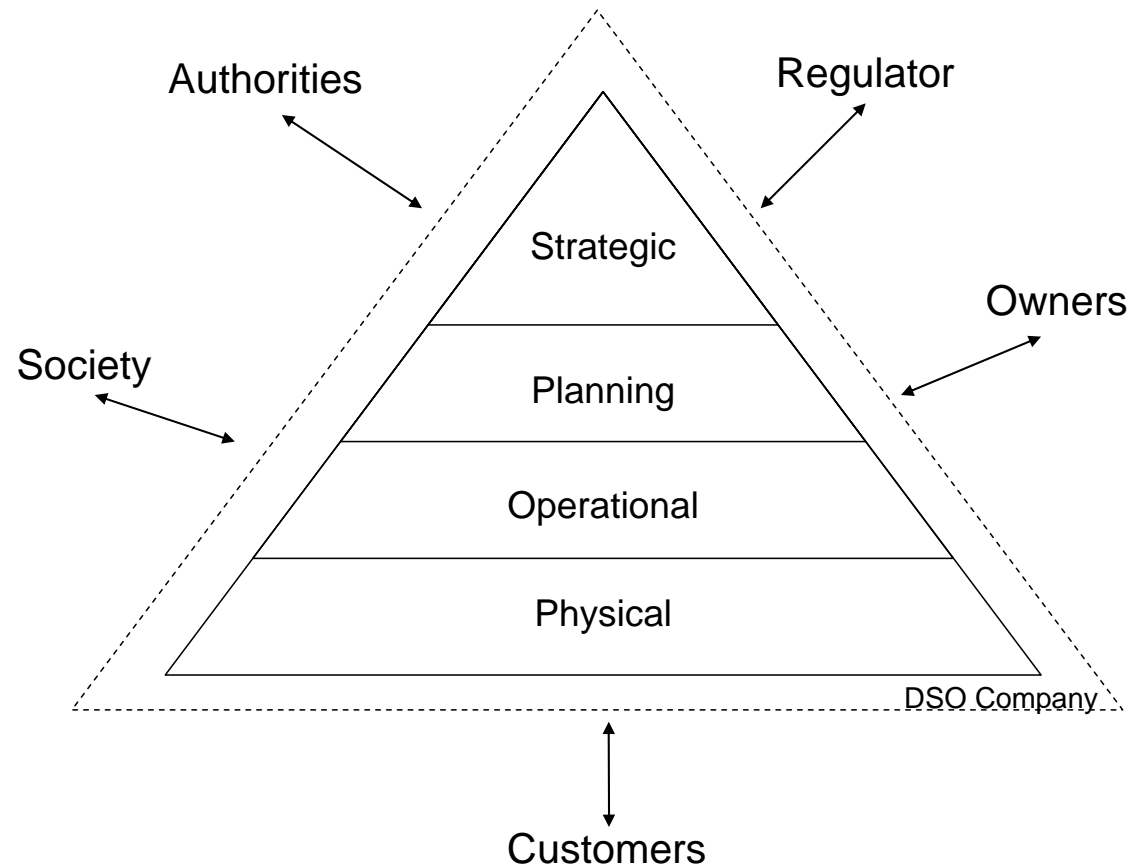 Authorities
Regulator
Strategic
Owners
Society
Planning
Operational
Physical
DSO Company
Customers